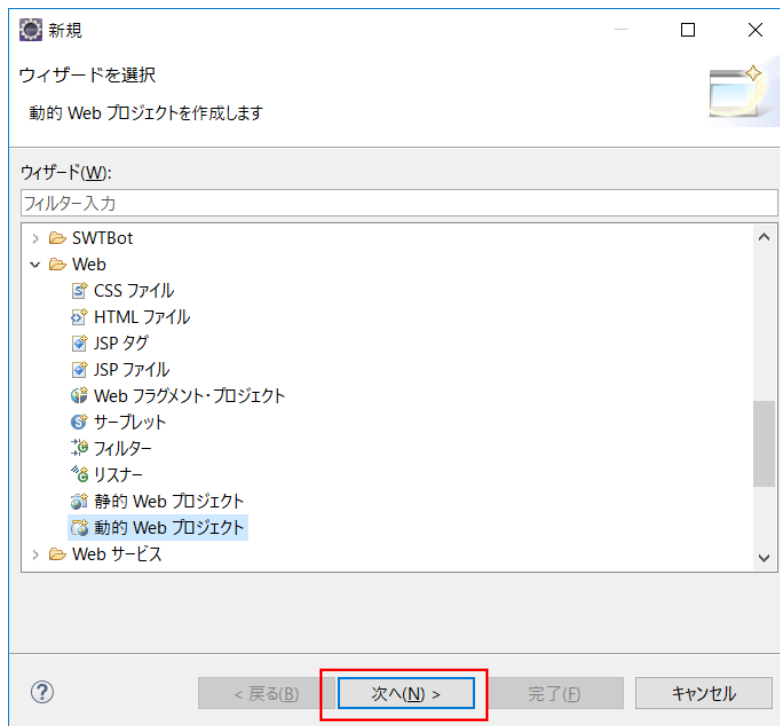 新規
ウィザードを選択
動的 Web プロジェクトを作成します
ウィザード(W):
フィルター入力
SWTBot
Web
CSS ファイル
HTML ファイル
JSP タグ
JSP ファイル
Web フラグメント・プロジェクト
サーブレット
フィルター
リスナー
静的 Web プロジェクト
動的 Web プロジェクト
Web サービス
? < 戻る(B) 次へ(N) > 完了(F) キャンセル